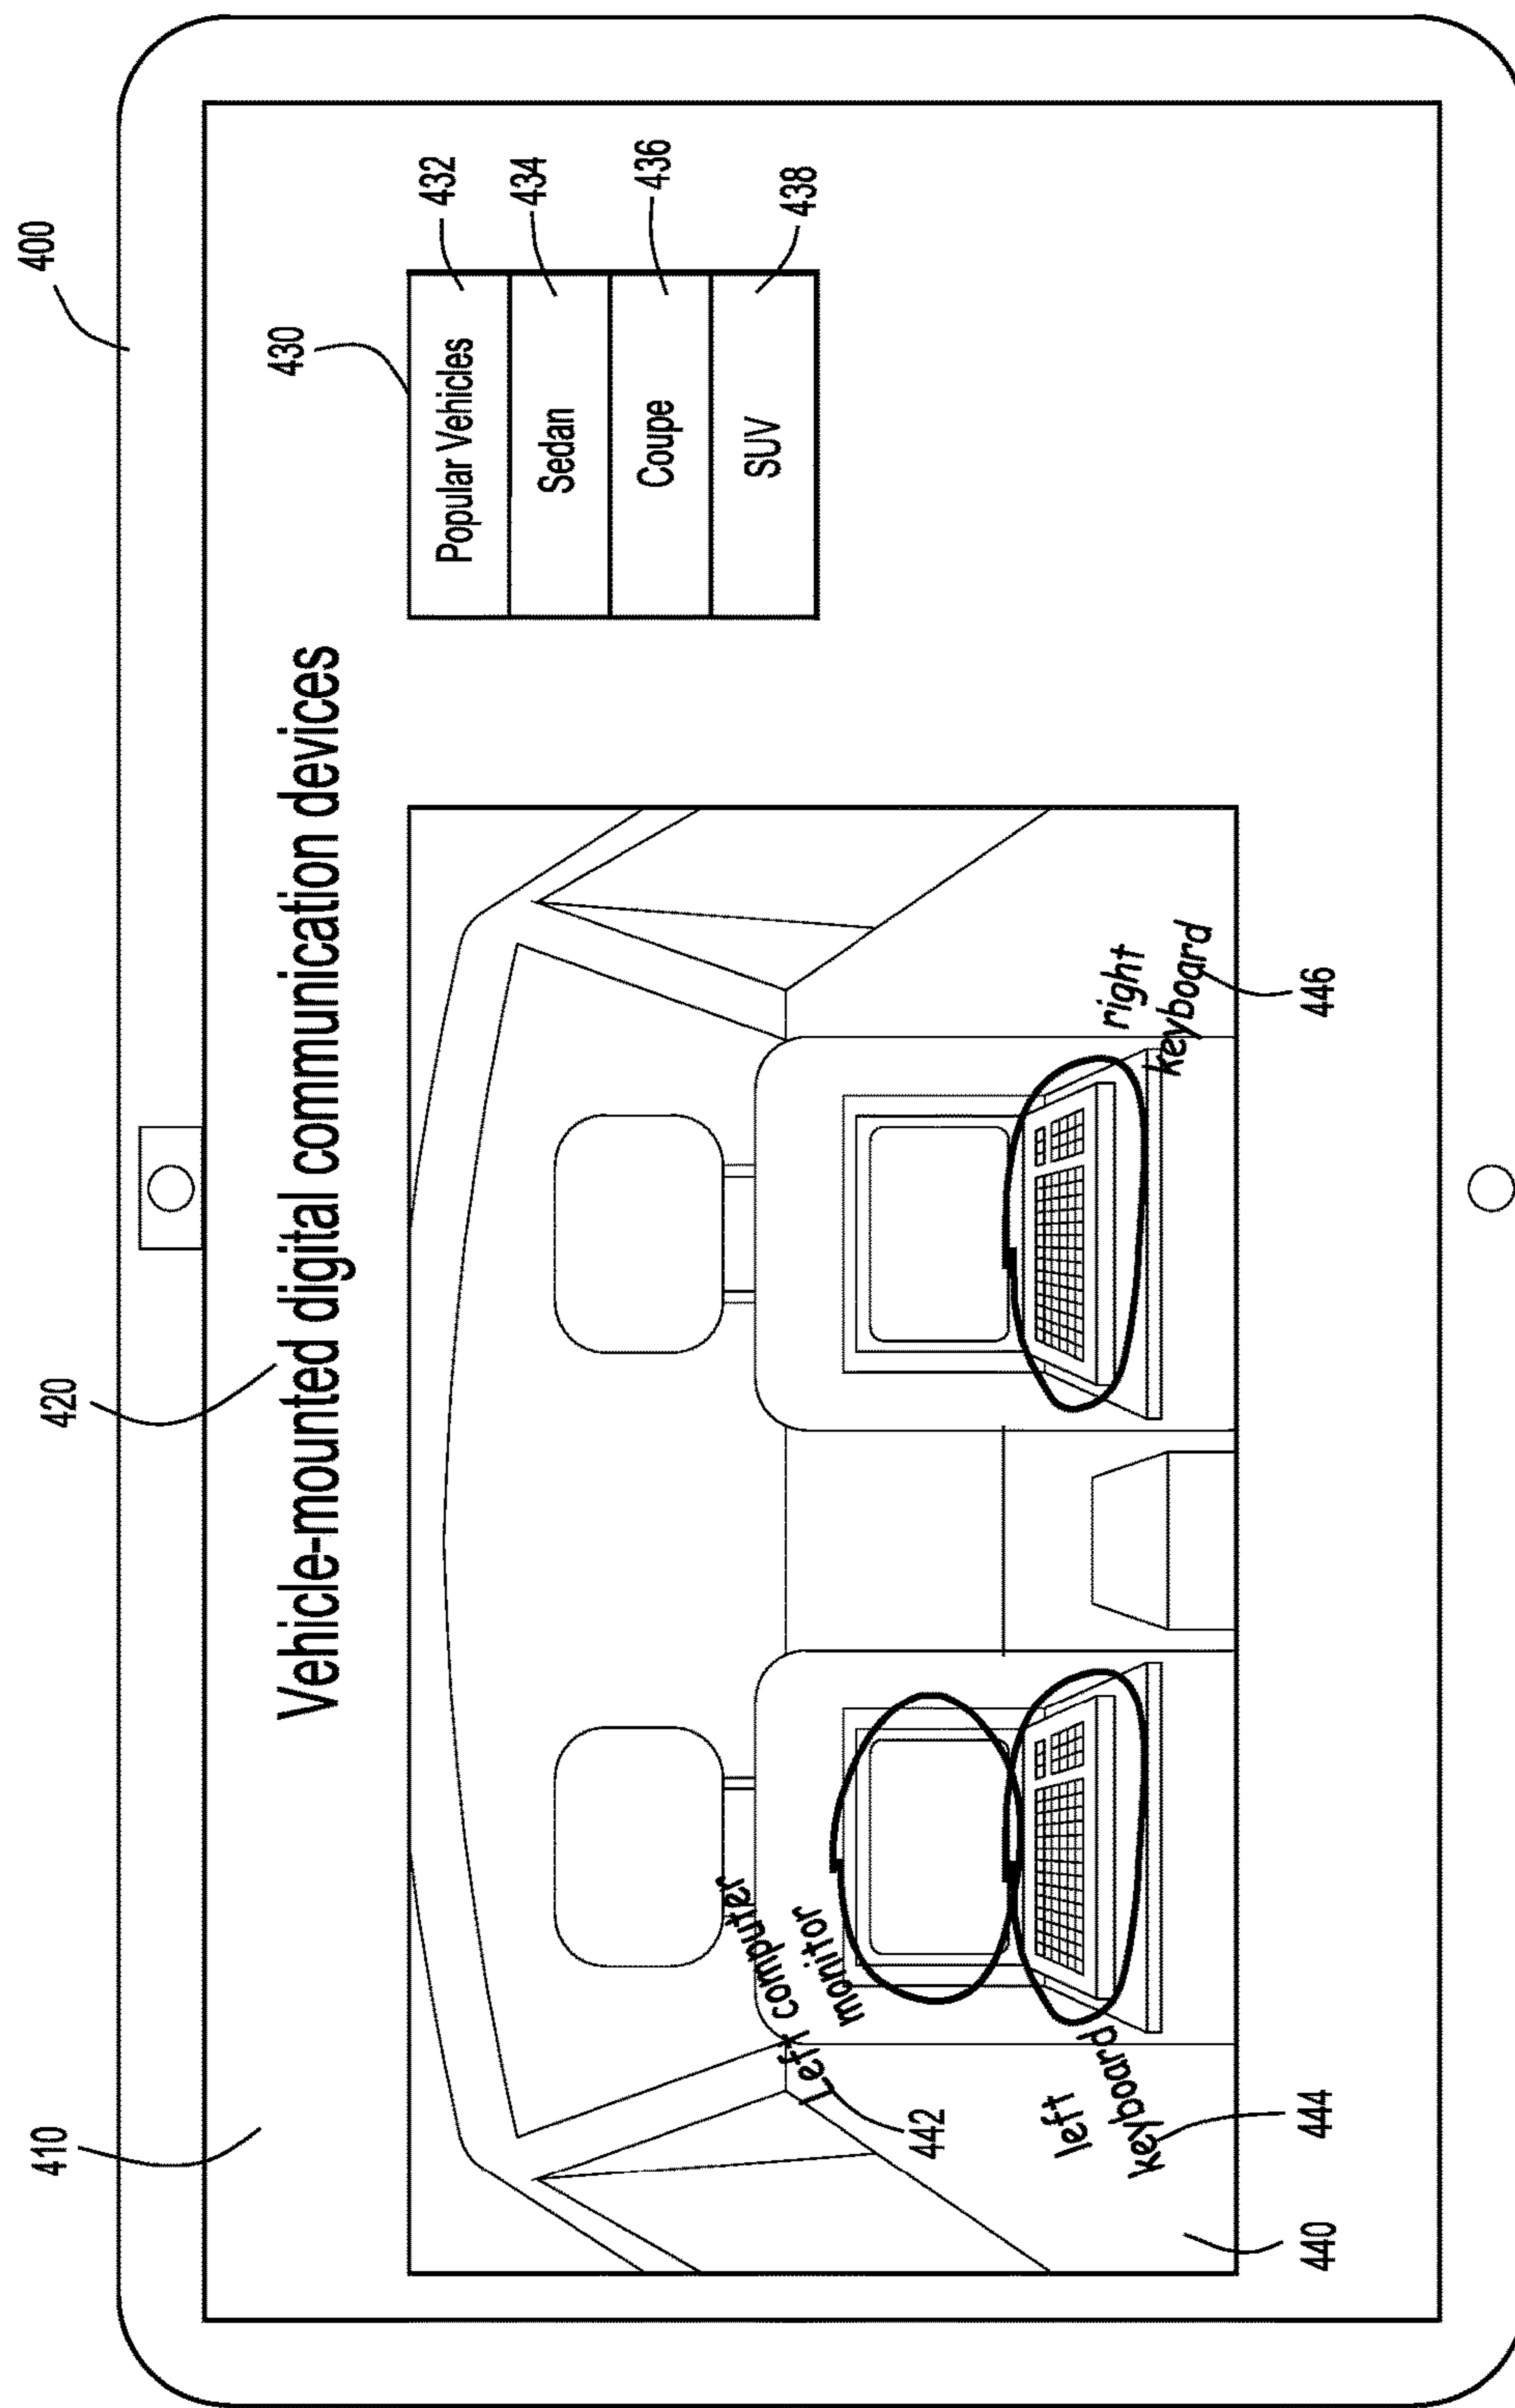 400
410
420
Vehicle-mounted digital communication devices
430
Popular Vehicles
432
Sedan
434
Coupe
436
SUV
438
Left computer
monitor
442
left
keyboard
444
right
keyboard
446
440